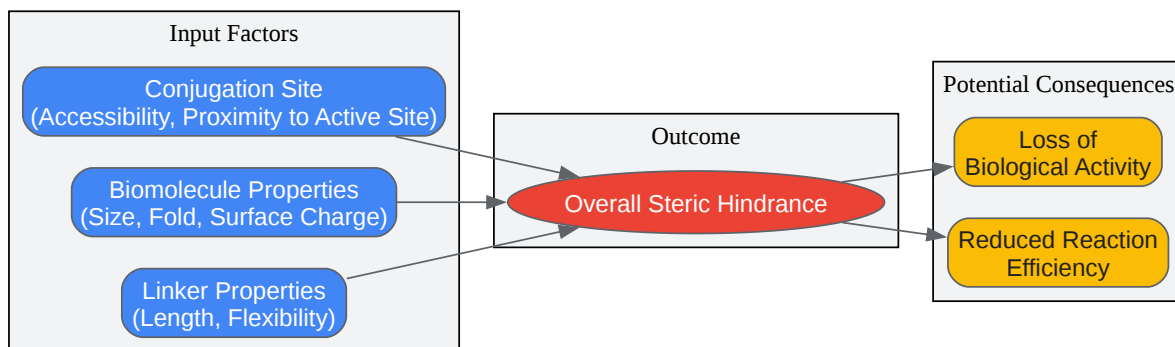 Input Factors
Conjugation Site
(Accessibility, Proximity to Active Site)
Biomolecule Properties
(Size, Fold, Surface Charge)
Linker Properties
(Length, Flexibility)
Outcome
Overall Steric Hindrance
Potential Consequences
Loss of
Biological Activity
Reduced Reaction
Efficiency